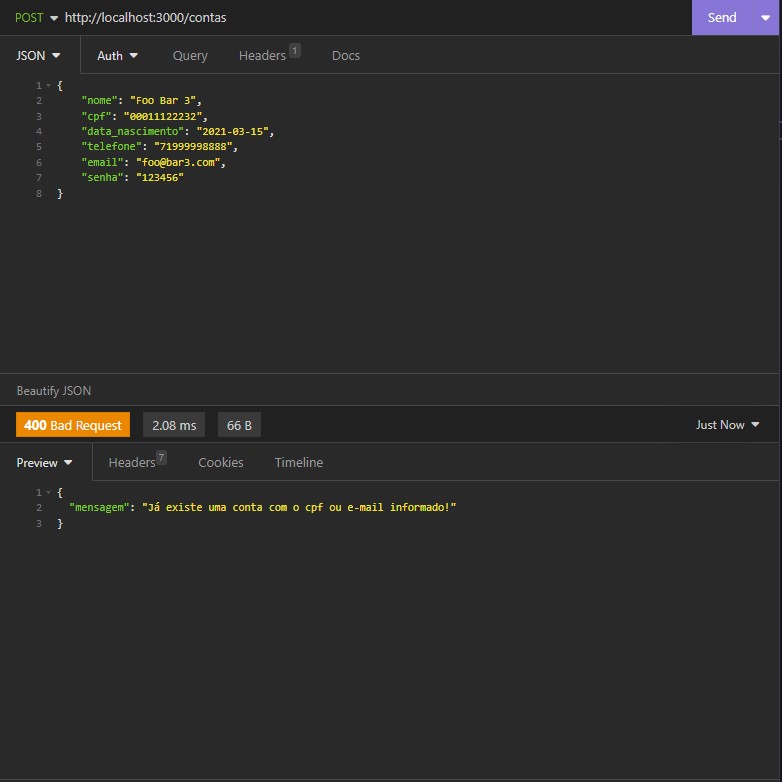 POST http://localhost:3000/contas Send
JSON Auth Query Headers 1 Docs
1 {
2 "nome": "Foo Bar 3",
3 "cpf": "00011122232",
4 "data_nascimento": "2021-03-15",
5 "telefone": "71999998888",
6 "email": "foo@bar3.com",
7 "senha": "123456"
8 }
Beautify JSON
400 Bad Request 2.08 ms 66 B Just Now
Preview Headers 7 Cookies Timeline
1 {
2 "mensagem": "Já existe uma conta com o cpf ou e-mail informado!"
3 }